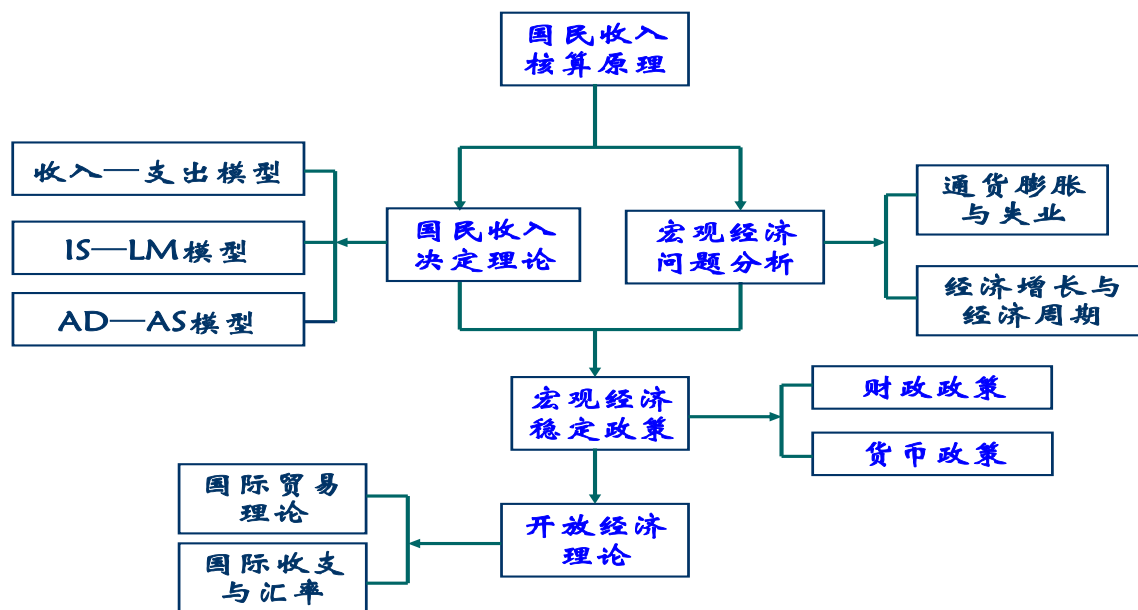 国民收入
核算原理
收入—支出模型
IS—LM模型
AD—AS模型
国民收入
决定理论
宏观经济
问题分析
通货膨胀
与失业
经济增长与
经济周期
宏观经济
稳定政策
财政政策
货币政策
国际贸易
理论
国际收支
与汇率
开放经济
理论